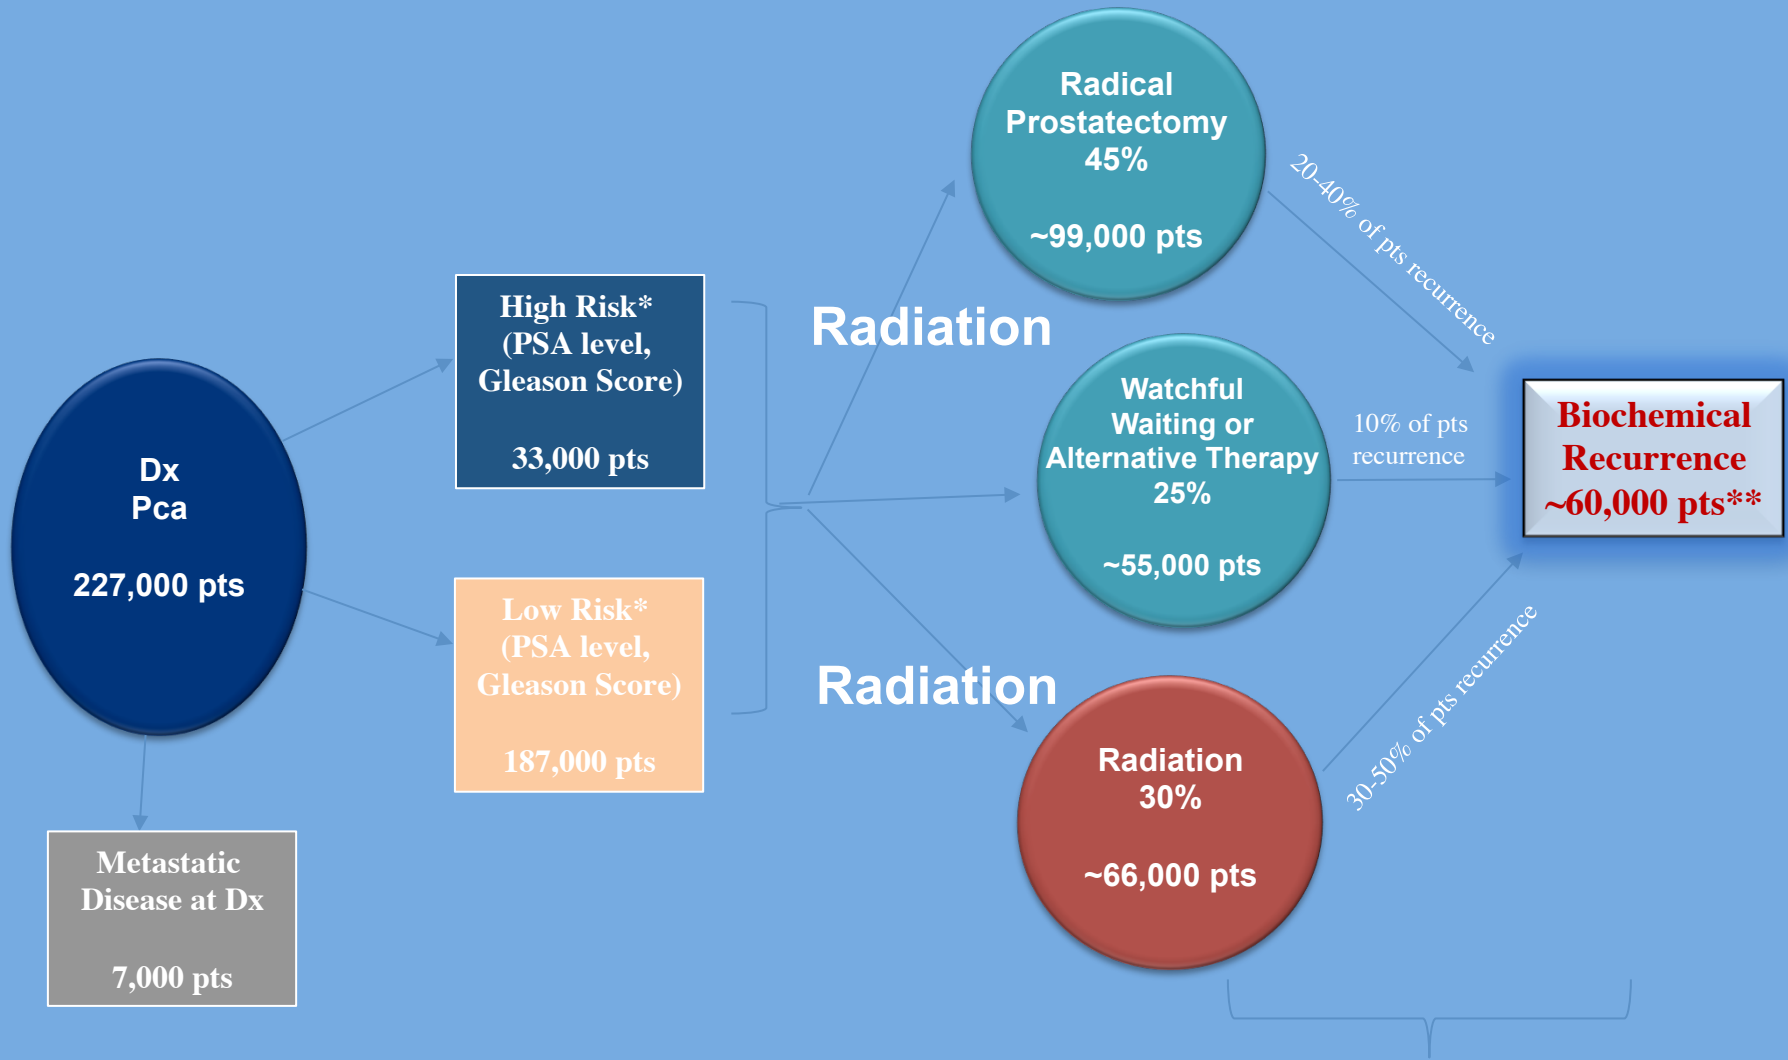 Dx
Pca
227,000 pts
Metastatic
Disease at Dx
7,000 pts
High Risk*
(PSA level,
Gleason Score)
33,000 pts
Low Risk*
(PSA level,
Gleason Score)
187,000 pts
Radiation
Radiation
Radical
Prostatectomy
45%
~99,000 pts
Watchful
Waiting or
Alternative Therapy
25%
~55,000 pts
Radiation
30%
~66,000 pts
20-40% of pts recurrence
10% of pts
recurrence
30-50% of pts recurrence
Biochemical
Recurrence
~60,000 pts**